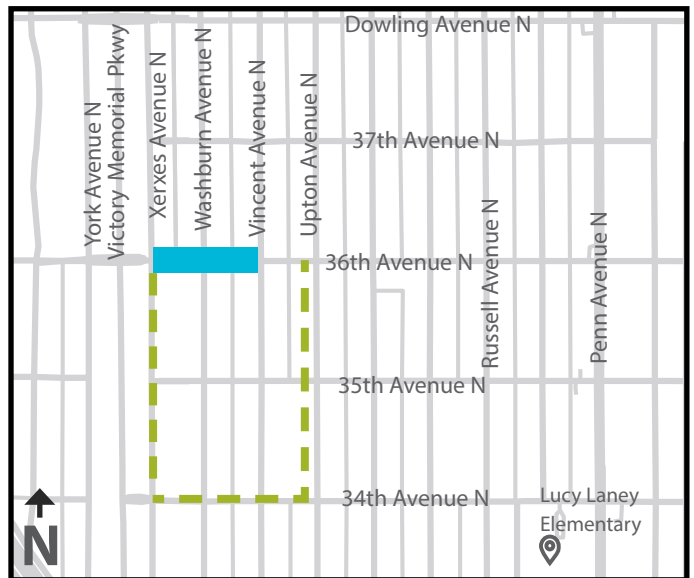 Dowling Avenue N
York Avenue N
Victory Memorial Pkwy
Xerxes Avenue N
Washburn Avenue N
Vincent Avenue N
Upton Avenue N
37th Avenue N
36th Avenue N
Russell Avenue N
Penn Avenue N
35th Avenue N
34th Avenue N
Lucy Laney
Elementary
N